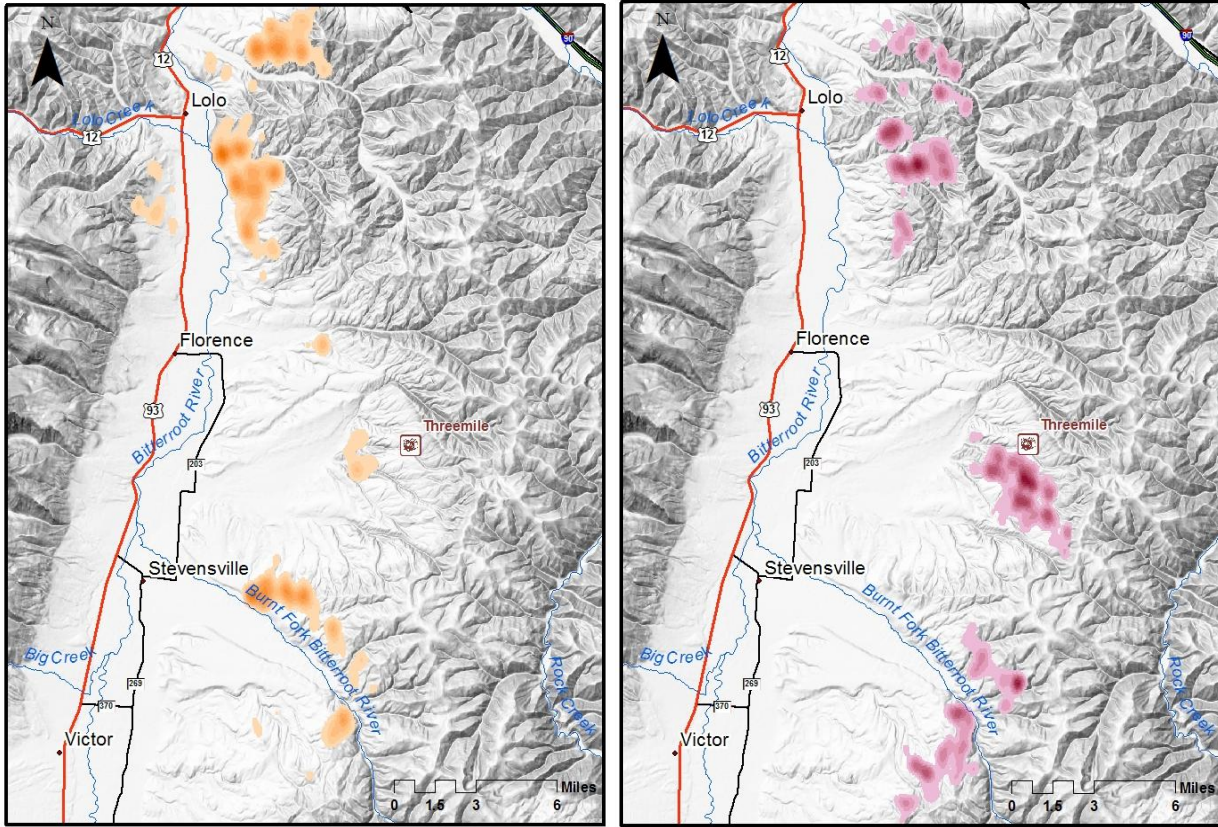 N
90
12
Lolo
Lolo Creek
12
Florence
93
Bitterroot River
Threemile
203
Stevensville
Burnt Fork Bitterroot River
Big Creek
269
370
Rock Creek
Victor
Miles
0 1.5 3 6
N
90
12
Lolo
Lolo Creek
12
Florence
93
Bitterroot River
Threemile
203
Stevensville
Burnt Fork Bitterroot River
Big Creek
269
370
Rock Creek
Victor
Miles
0 1.5 3 6